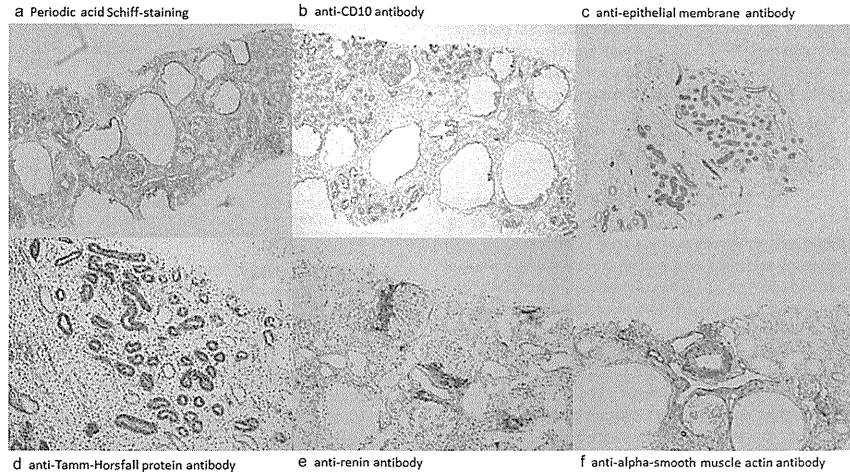 a Periodic acid Schiff-staining
b anti-CD10 antibody
c anti-epithelial membrane antibody
d anti-Tamm-Horsfall protein antibody
e anti-renin antibody
f anti-alpha-smooth muscle actin antibody